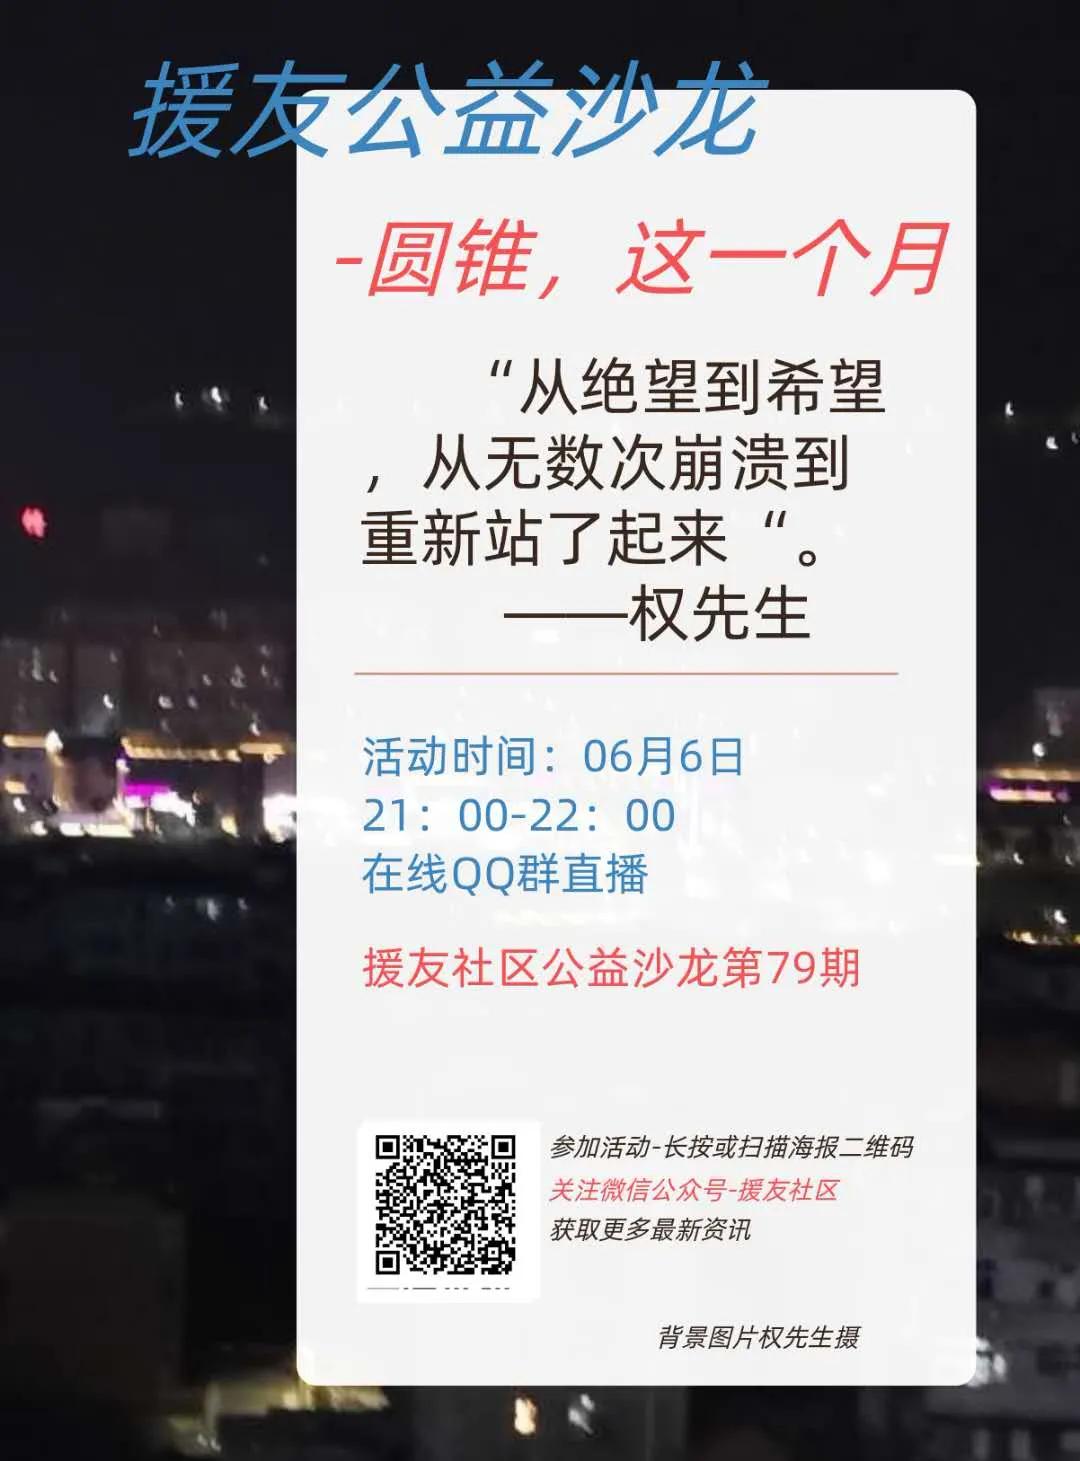 援友公益沙龙
-圆锥，这一个月
“从绝望到希望
，从无数次崩溃到
重新站了起来“。
——权先生
活动时间：06月6日
21：00-22：00
在线QQ群直播
援友社区公益沙龙第79期
参加活动-长按或扫描海报二维码
关注微信公众号-援友社区
获取更多最新资讯
背景图片权先生摄